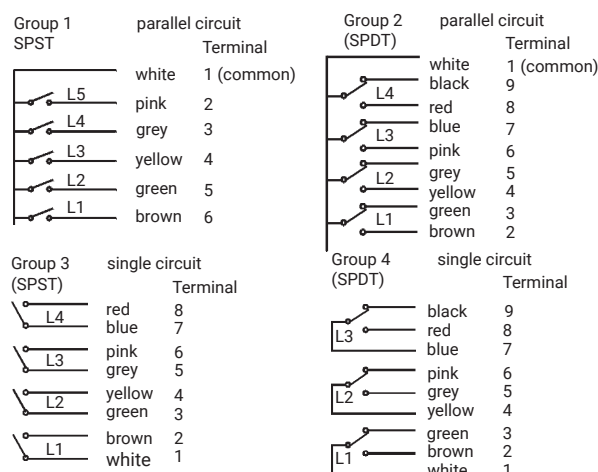 Group 1 parallel circuit
SPST
Terminal
white 1 (common)
L5 pink 2
L4 grey 3
L3 yellow 4
L2 green 5
L1 brown 6
Group 2 parallel circuit
(SPDT)
Terminal
white 1 (common)
black 9
L4
red 8
blue 7
L3
pink 6
grey 5
L2
yellow 4
green 3
L1
brown 2
Group 3 single circuit
(SPST)
Terminal
red 8
L4
blue 7
pink 6
L3
grey 5
yellow 4
L2
green 3
brown 2
L1
white 1
Group 4 single circuit
(SPDT)
Terminal
black 9
red 8
L3
blue 7
pink 6
L2 grey 5
yellow 4
green 3
L1 brown 2
white 1